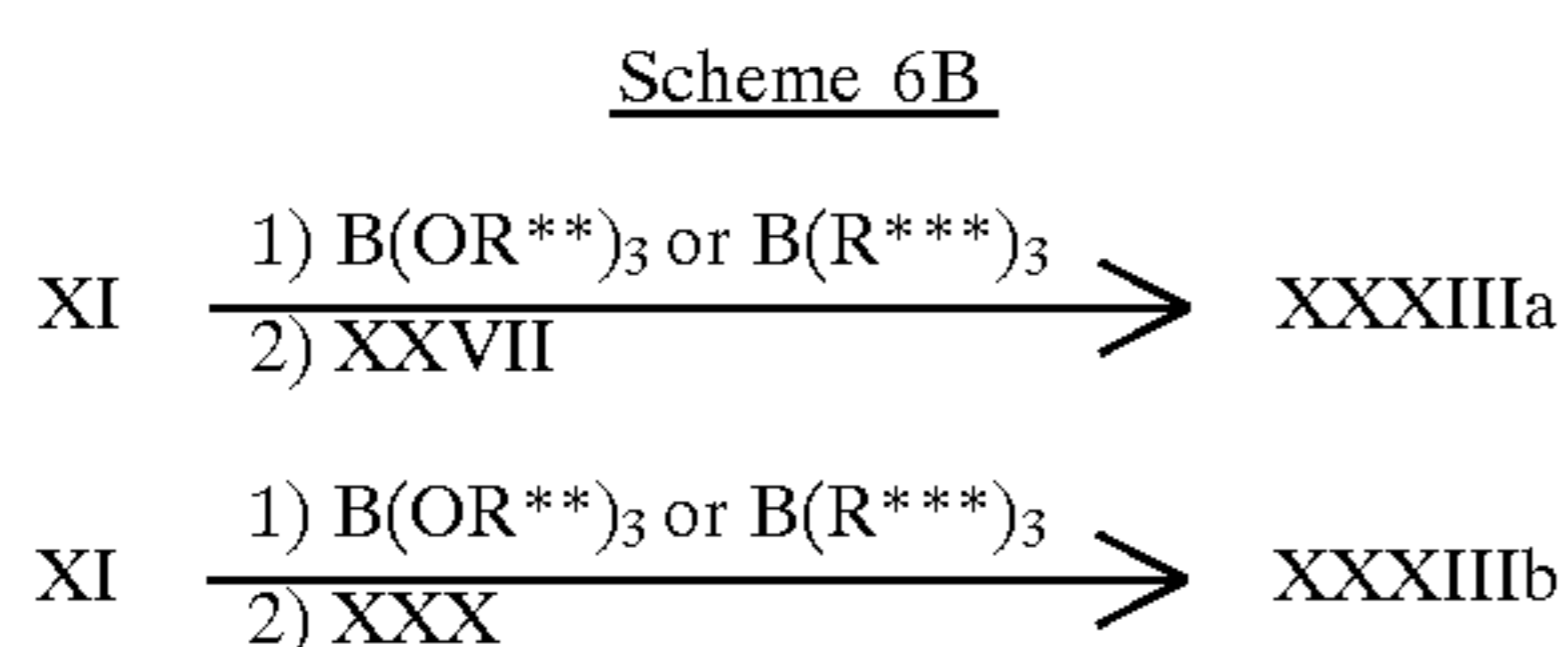 Scheme 6B
1) B(OR**)3 or B(R***)3
XI
XXXIIIa
2) XXVII
1) B(OR**)3 or B(R***)3
XI
XXXIIIb
2) XXX